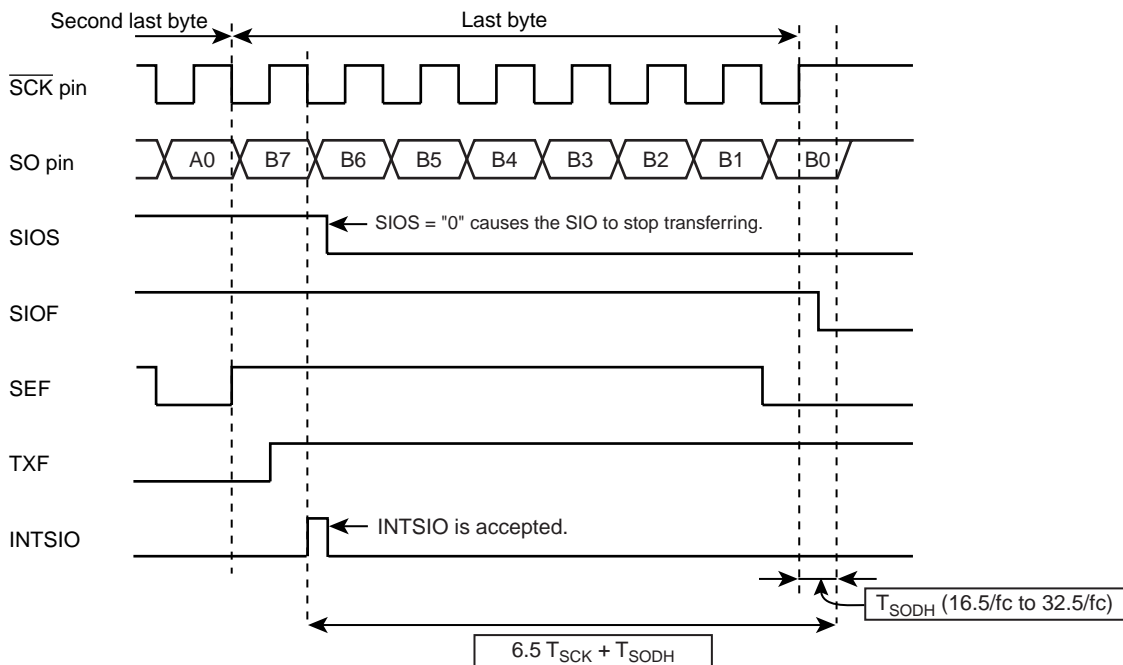 Second last byte
Last byte
SCK pin
SO pin
A0
B7
B6
B5
B4
B3
B2
B1
B0
SIOS
SIOS = "0" causes the SIO to stop transferring.
SIOF
SEF
TXF
INTSIO
INTSIO is accepted.
TSODH (16.5/fc to 32.5/fc)
6.5 TSCK + TSODH